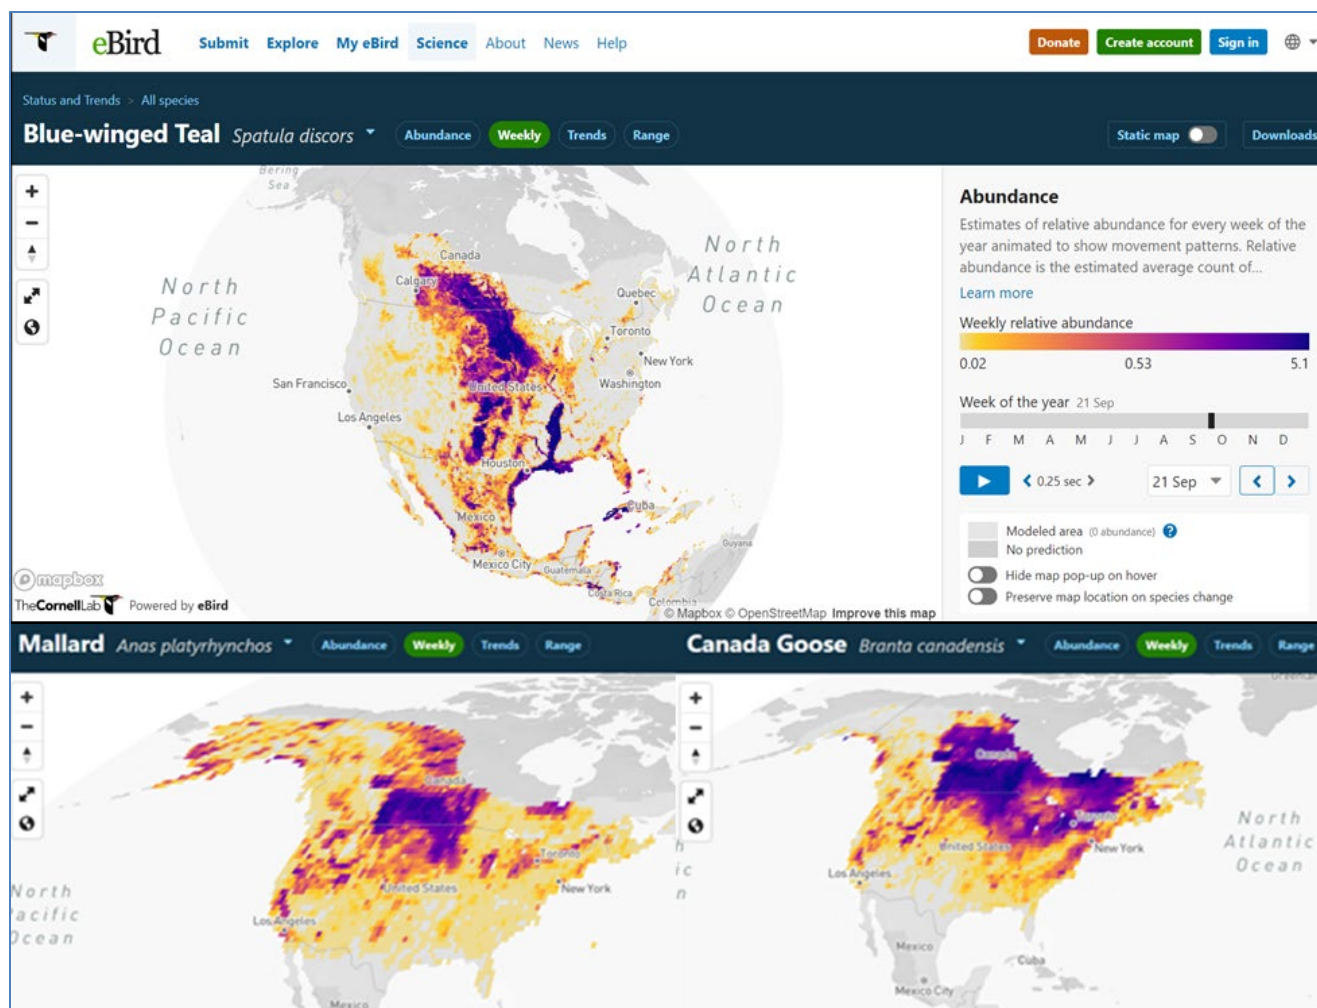 eBird Submit Explore My eBird Science About News Help Donate Create account Sign in
Status and Trends > All species
Blue-winged Teal Spatula discors Abundance Weekly Trends Range Static map Downloads
Bering
Sea
North
Pacific
Ocean
North
Atlantic
Ocean
Canada
Calgary
Quebec
Toronto
New York
Washington
United States
San Francisco
Los Angeles
Houston
Mexico
Cuba
Mexico City
Guatemala
Costa Rica
Guyana
Colombia
mapbox
TheCornellLab Powered by eBird
© Mapbox © OpenStreetMap Improve this map
Abundance
Estimates of relative abundance for every week of the
year animated to show movement patterns. Relative
abundance is the estimated average count of...
Learn more
Weekly relative abundance
0.02 0.53 5.1
Week of the year 21 Sep
J F M A M J J A S O N D
0.25 sec 21 Sep
Modeled area (0 abundance) ?
No prediction
Hide map pop-up on hover
Preserve map location on species change
Mallard Anas platyrhynchos Abundance Weekly Trends Range
Canada
Toronto
New York
United States
Los Angeles
North
acific
Ocean
Mexico
Canada Goose Branta canadensis Abundance Weekly Trends Range
Canada
Toronto
New York
United States
Los Angeles
North
Atlantic
Ocean
Mexico
Cuba
Mexico City